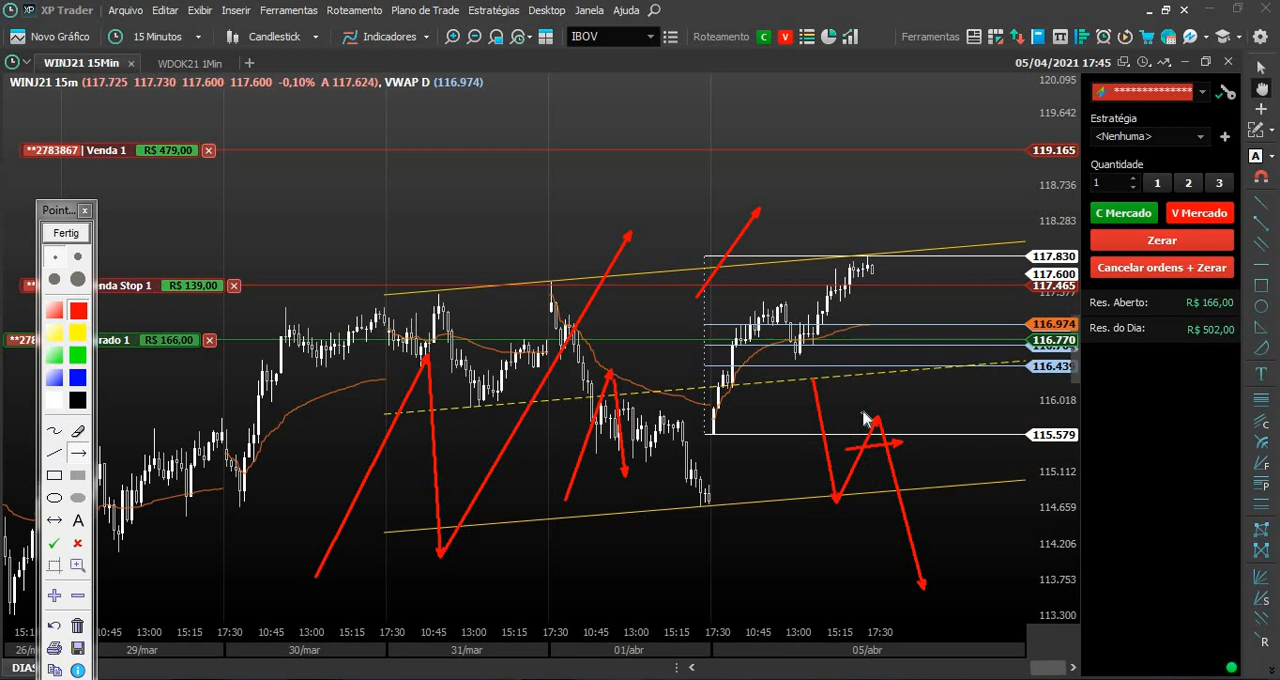 XP Trader
Arquivo Editar Exibir Inserir Ferramentas Roteamento Plano de Trade Estratégias Desktop Janela Ajuda
Novo Gráfico 15 Minutos Candlestick Indicadores IBOV Roteamento C V Ferramentas
WINJ21 15Min x WDOK21 1Min + 05/04/2021 17:45
WINJ21 15m (117.725 117.730 117.600 117.600 -0,10% A 117.624), VWAP D (116.974)
120.095
119.642
**2783867 | Venda 1 R$ 479,00 119.165
118.736
118.283
117.830
117.600
nda Stop 1 R$ 139,00 117.465
116.974
rado 1 R$ 166,00 116.770
116.439
116.018
115.579
115.112
114.659
114.206
113.753
113.300
Point... x
Fertig
A
10:45 13:00 15:15 17:30 10:45 13:00 15:15 17:30 10:45 13:00 15:15 17:30 10:45 13:00 15:15 17:30 10:45 13:00 15:15 17:30
29/mar 30/mar 31/mar 01/abr 05/abr
DIAS
***************
Estratégia
<Nenhuma>
Quantidade
1 1 2 3
C Mercado V Mercado
Zerar
Cancelar ordens + Zerar
Res. Aberto: R$ 166,00
Res. do Dia: R$ 502,00
A
T
C
F
P
S
R